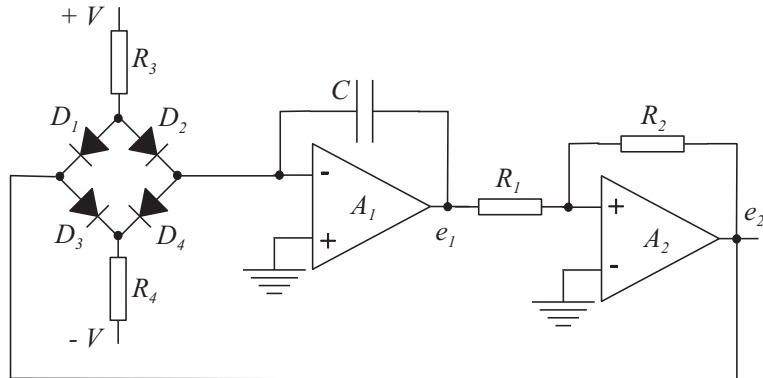 + V
R3
D1
D2
D3
D4
R4
- V
C
-
+
A1
e1
R1
R2
+
-
A2
e2